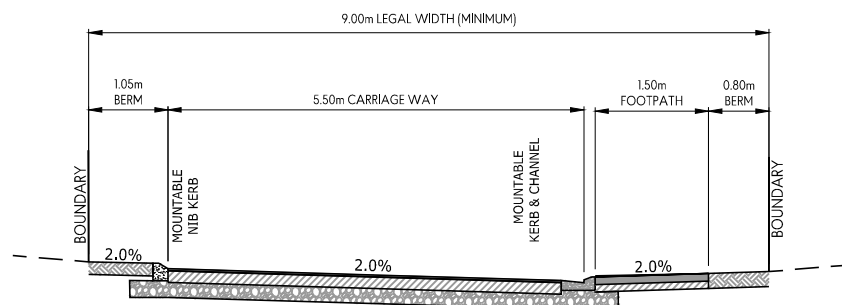 9.00m LEGAL WIDTH (MINIMUM)
1.05m
BERM
5.50m CARRIAGE WAY
1.50m
FOOTPATH
0.80m BERM
BOUNDARY
MOUNTABLE
NIB KERB
MOUNTABLE
KERB & CHANNEL
BOUNDARY
2.0%
2.0%
2.0%